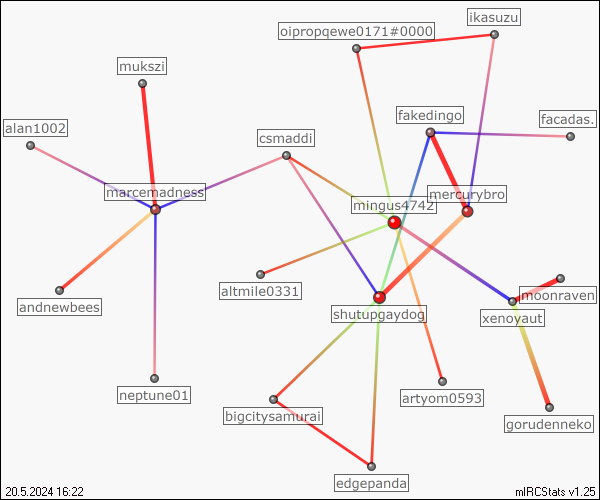 ikasuzu
oipropqewe0171#0000
mukszi
fakedingo
facadas.
alan1002
csmaddi
marcemadness
mercurybro
mingus4742
altmile0331
moonraven
andnewbees
shutupgaydog
xenoyaut
neptune01
artyom0593
bigcitysamurai
gorudenneko
edgepanda
20.5.2024 16:22
mIRCStats v1.25